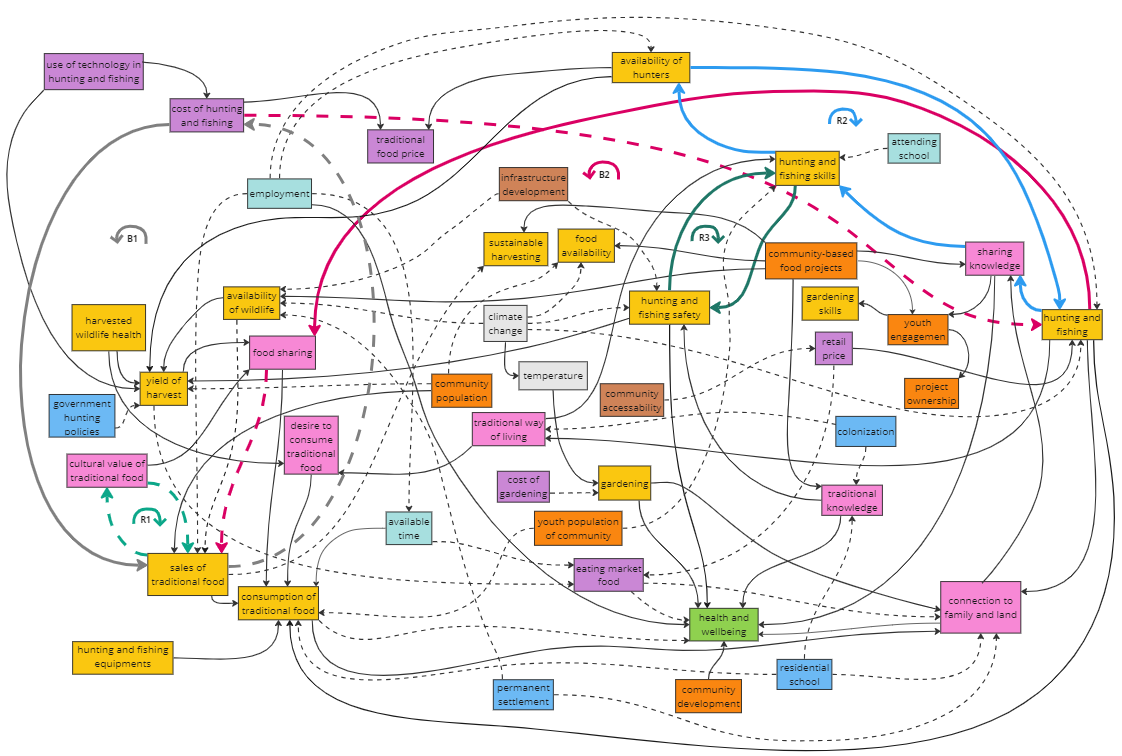 availability of
hunters
use of technology in
hunting and fishing
cost of hunting
and fishing
traditional
food price
R2
attending
school
hunting and
fishing skills
infrastructure
development
B2
employment
B1
sustainable
harvesting
food
availability
R3
community-based
food projects
sharing
knowledge
availability
of wildlife
harvested
wildlife health
climate
change
hunting and
fishing safety
gardening
skills
youth
engagemen
hunting and
fishing
food sharing
retail
price
yield of
harvest
temperature
community
population
community
accessability
project
ownership
government
hunting
policies
desire to
consume
traditional
food
traditional way
of living
colonization
cultural value of
traditional food
cost of
gardening
gardening
traditional
knowledge
R1
available
time
youth population
of community
sales of
traditional food
eating market
food
consumption of
traditional food
health and
wellbeing
connection to
family and land
hunting and fishing
equipments
permanent
settlement
community
development
residential
school